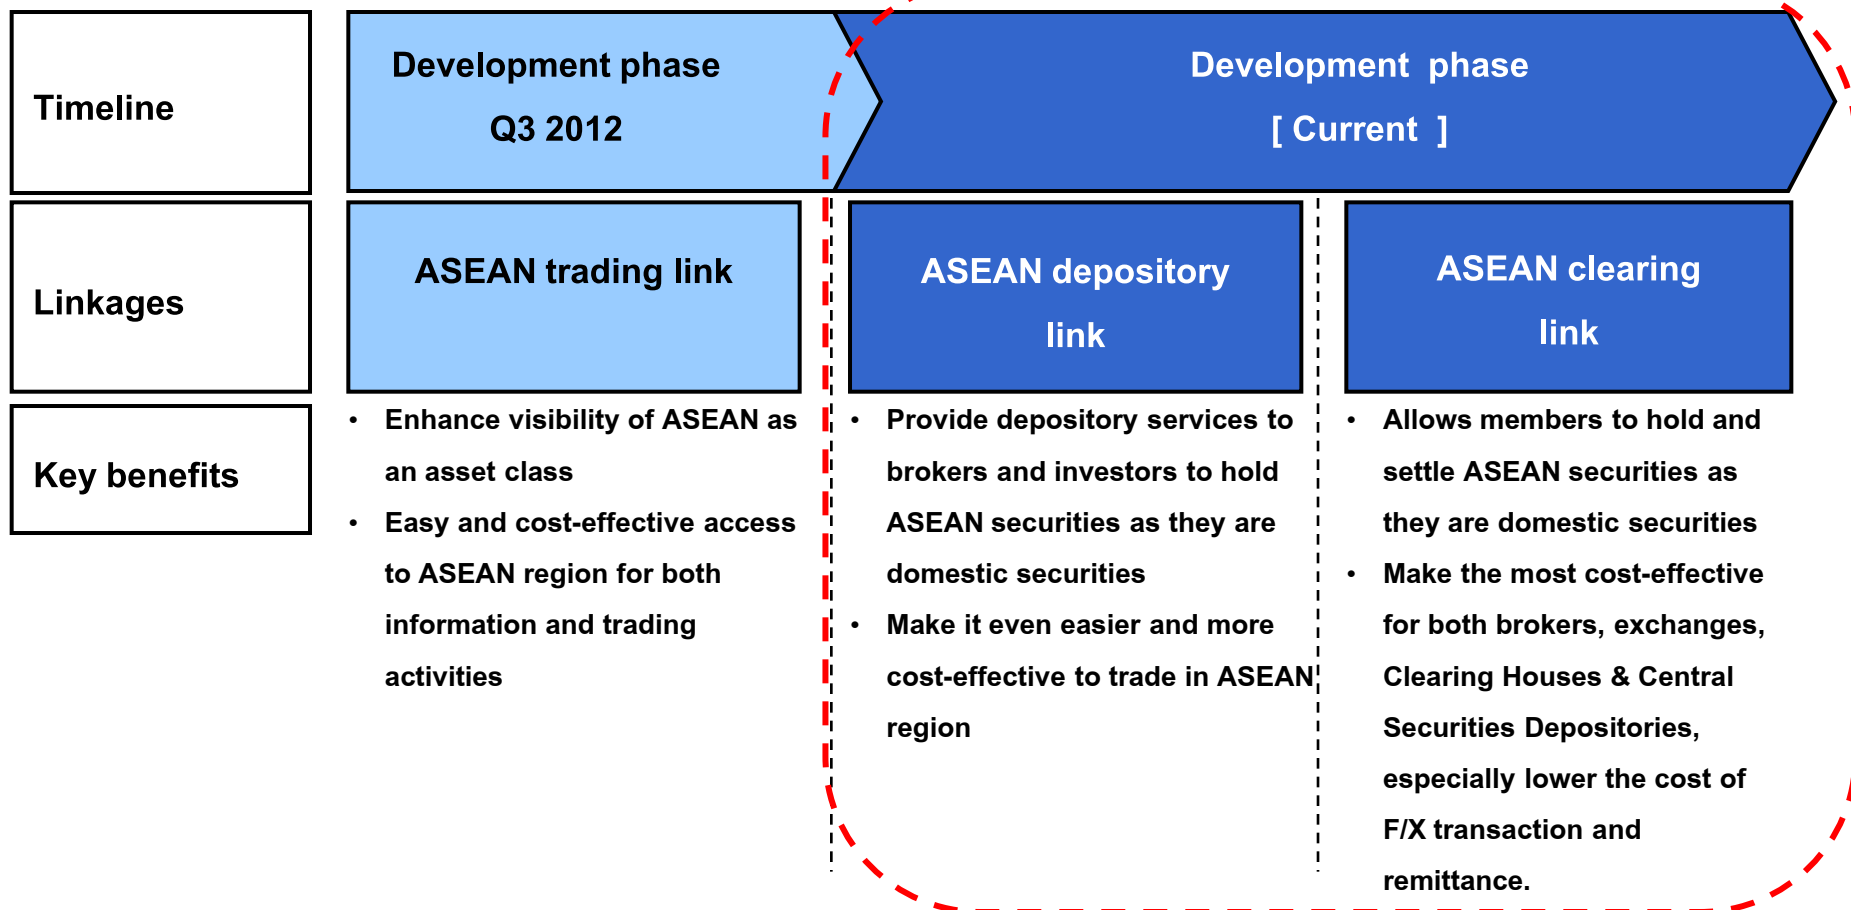 Timeline
Development phase
Q3 2012
Development phase
[ Current ]
Linkages
ASEAN trading link
ASEAN depository
link
ASEAN clearing
link
Key benefits
• Enhance visibility of ASEAN as
an asset class
• Easy and cost-effective access
to ASEAN region for both
information and trading
activities
• Provide depository services to
brokers and investors to hold
ASEAN securities as they are
domestic securities
• Make it even easier and more
cost-effective to trade in ASEAN
region
• Allows members to hold and
settle ASEAN securities as
they are domestic securities
• Make the most cost-effective
for both brokers, exchanges,
Clearing Houses & Central
Securities Depositories,
especially lower the cost of
F/X transaction and
remittance.